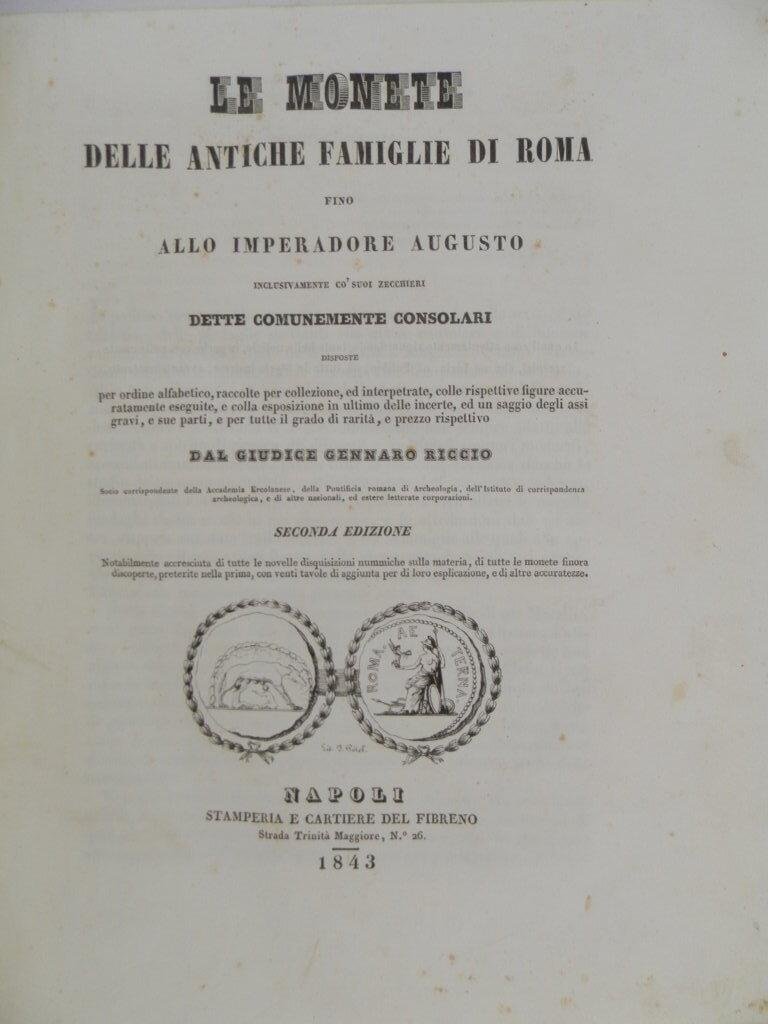 LE MONETE
DELLE ANTICHE FAMIGLIE DI ROMA
FINO
ALLO IMPERADORE AUGUSTO
INCLUSIVAMENTE CO' SUOI ZECCHIERI
DETTE COMUNEMENTE CONSOLARI
DISPOSTE
per ordine alfabetico, raccolte per collezione, ed interpetrate, colle rispettive figure accu-
ratamente eseguite, e colla esposizione in ultimo delle incerte, ed un saggio degli assi
gravi, e sue parti, e per tutte il grado di rarità, e prezzo rispettivo
DAL GIUDICE GENNARO RICCIO
Socio corrispondente della Accademia Ercolanese, della Pontificia romana di Archeologia, dell'Istituto di corrispondenza
archeologica, e di altre nazionali, ed estere letterate corporazioni.
SECONDA EDIZIONE
Notabilmente accresciuta di tutte le novelle disquisizioni nummiche sulla materia, di tutte le monete finora
discoperte, preterite nella prima, con venti tavole di aggiunta per di loro esplicazione, e di altre accuratezze.
ROMA. AE TERNA
NAPOLI
STAMPERIA E CARTIERE DEL FIBRENO
Strada Trinità Maggiore, N.° 26.
1843